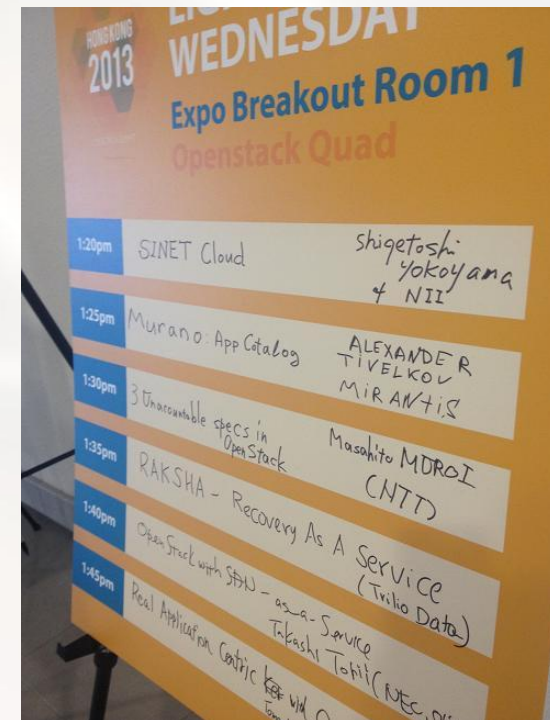 HONG KONG
2013
WEDNESDAY
Expo Breakout Room 1
Openstack Quad
1:20pm SINET Cloud shigetoshi
yokoyama
& NII
1:25pm Murano: App Catalog ALEXANDER
TIVELKOV
MiRANtiS
1:30pm 3 Unaccountable specs in
OpenStack Masahito MUROI
(NTT)
1:35pm RAKSHA - Recovery As A Service
(Trilio Data)
1:40pm OpenStack with SDN - as-a-Service
Takashi Torii (NEC,
1:45pm Real Application Centric